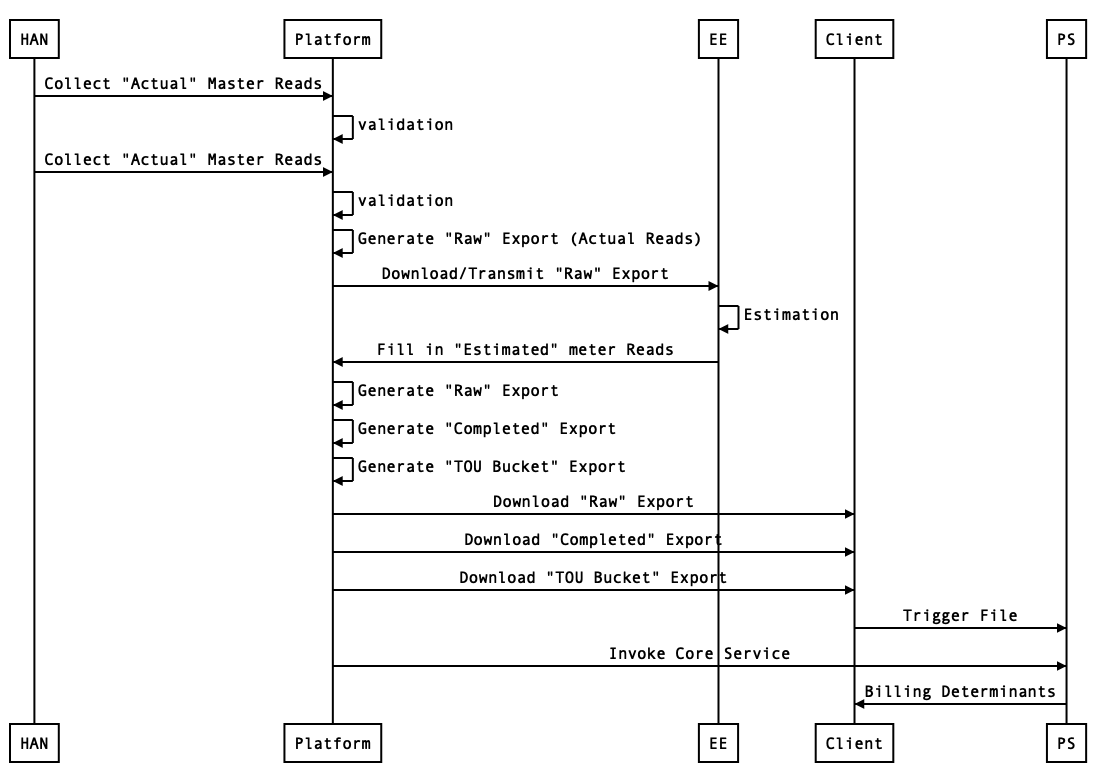 HAN Platform EE Client PS
Collect "Actual" Master Reads
validation
Collect "Actual" Master Reads
validation
Generate "Raw" Export (Actual Reads)
Download/Transmit "Raw" Export
Estimation
Fill in "Estimated" meter Reads
Generate "Raw" Export
Generate "Completed" Export
Generate "TOU Bucket" Export
Download "Raw" Export
Download "Completed" Export
Download "TOU Bucket" Export
Trigger File
Invoke Core Service
Billing Determinants
HAN Platform EE Client PS